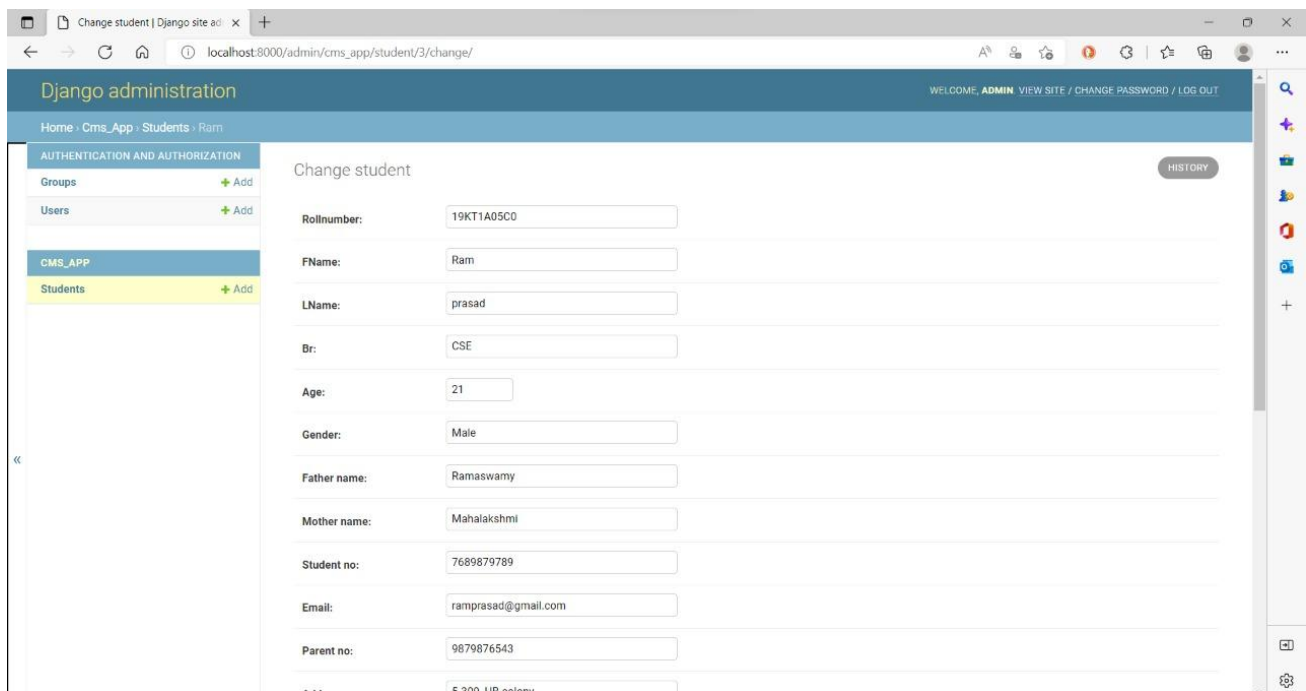 Change student | Django site ad
localhost:8000/admin/cms_app/student/3/change/
Django administration
WELCOME, ADMIN. VIEW SITE / CHANGE PASSWORD / LOG OUT
Home › Cms_App › Students › Ram
AUTHENTICATION AND AUTHORIZATION
Groups + Add
Users + Add
CMS_APP
Students + Add
«
Change student
HISTORY
Rollnumber: 19KT1A05C0
FName: Ram
LName: prasad
Br: CSE
Age: 21
Gender: Male
Father name: Ramaswamy
Mother name: Mahalakshmi
Student no: 7689879789
Email: ramprasad@gmail.com
Parent no: 9879876543